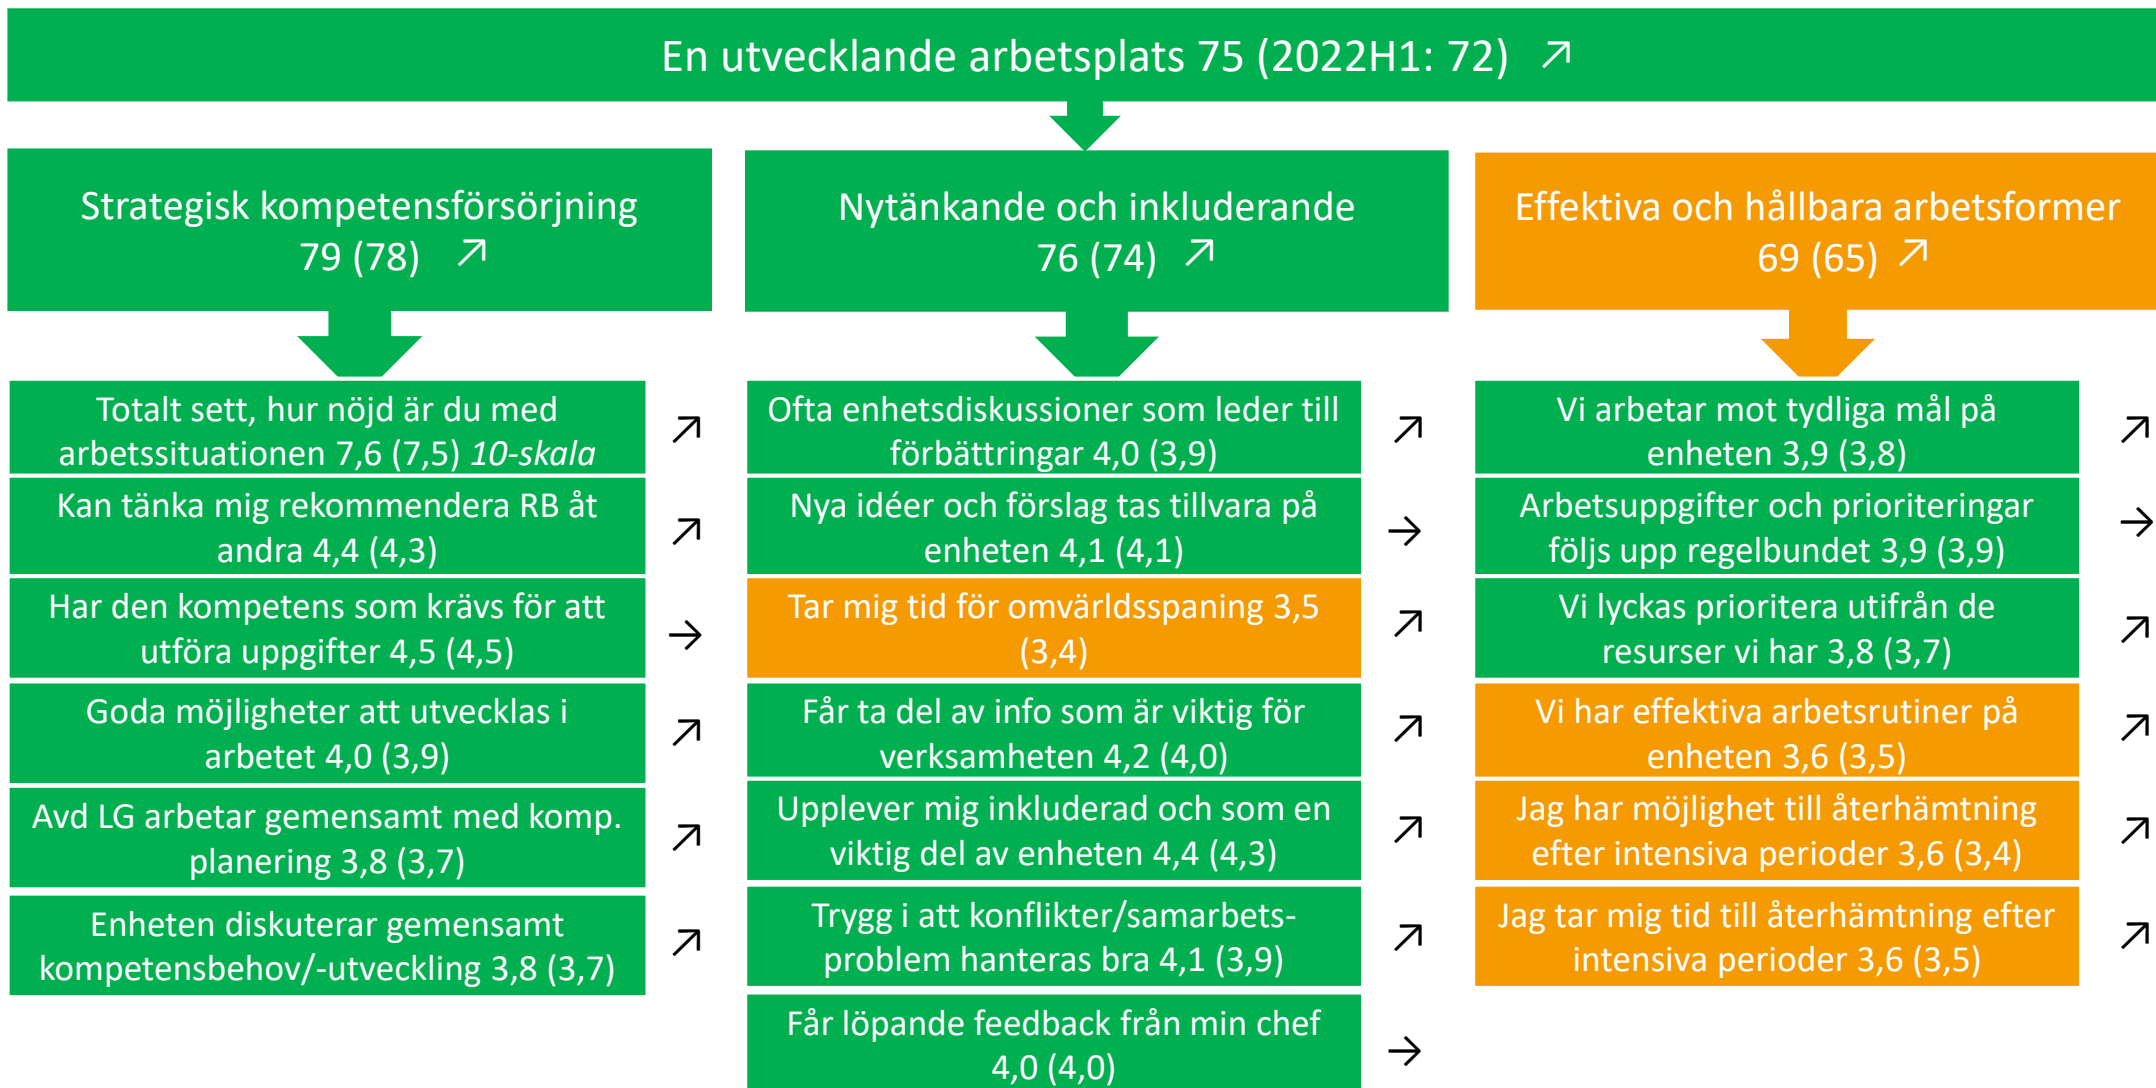 En utvecklande arbetsplats 75 (2022H1: 72) ↗
Strategisk kompetensförsörjning
79 (78) ↗
Totalt sett, hur nöjd är du med
arbetssituationen 7,6 (7,5) 10-skala
↗
Kan tänka mig rekommendera RB åt
andra 4,4 (4,3)
↗
Har den kompetens som krävs för att
utföra uppgifter 4,5 (4,5)
→
Goda möjligheter att utvecklas i
arbetet 4,0 (3,9)
↗
Avd LG arbetar gemensamt med komp.
planering 3,8 (3,7)
↗
Enheten diskuterar gemensamt
kompetensbehov/-utveckling 3,8 (3,7)
↗
Nytänkande och inkluderande
76 (74) ↗
Ofta enhetsdiskussioner som leder till
förbättringar 4,0 (3,9)
↗
Nya idéer och förslag tas tillvara på
enheten 4,1 (4,1)
→
Tar mig tid för omvärldsspaning 3,5
(3,4)
↗
Får ta del av info som är viktig för
verksamheten 4,2 (4,0)
↗
Upplever mig inkluderad och som en
viktig del av enheten 4,4 (4,3)
↗
Trygg i att konflikter/samarbets-
problem hanteras bra 4,1 (3,9)
↗
Får löpande feedback från min chef
4,0 (4,0)
→
Effektiva och hållbara arbetsformer
69 (65) ↗
Vi arbetar mot tydliga mål på
enheten 3,9 (3,8)
↗
Arbetsuppgifter och prioriteringar
följs upp regelbundet 3,9 (3,9)
→
Vi lyckas prioritera utifrån de
resurser vi har 3,8 (3,7)
↗
Vi har effektiva arbetsrutiner på
enheten 3,6 (3,5)
↗
Jag har möjlighet till återhämtning
efter intensiva perioder 3,6 (3,4)
↗
Jag tar mig tid till återhämtning efter
intensiva perioder 3,6 (3,5)
↗